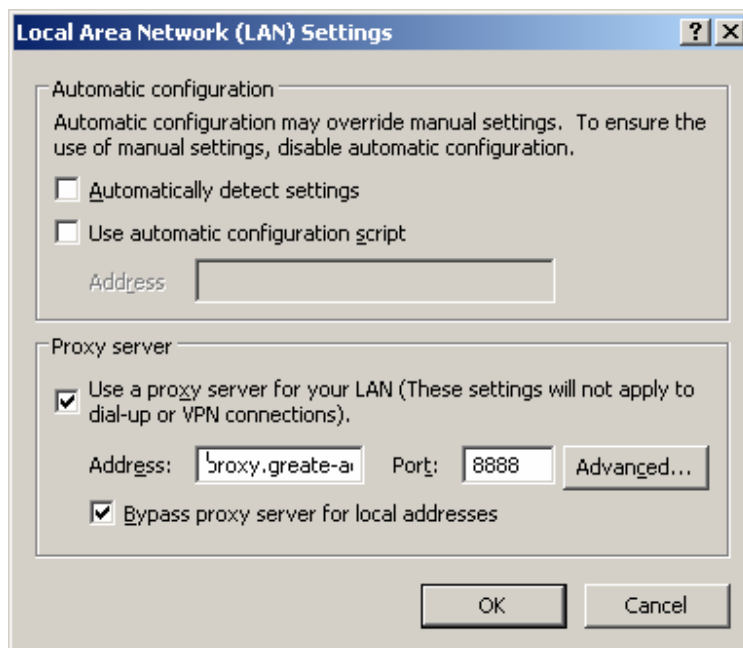 Local Area Network (LAN) Settings
Automatic configuration
Automatic configuration may override manual settings. To ensure the
use of manual settings, disable automatic configuration.
Automatically detect settings
Use automatic configuration script
Address
Proxy server
Use a proxy server for your LAN (These settings will not apply to
dial-up or VPN connections).
Address: proxy.greate-a Port: 8888 Advanced...
Bypass proxy server for local addresses
OK Cancel